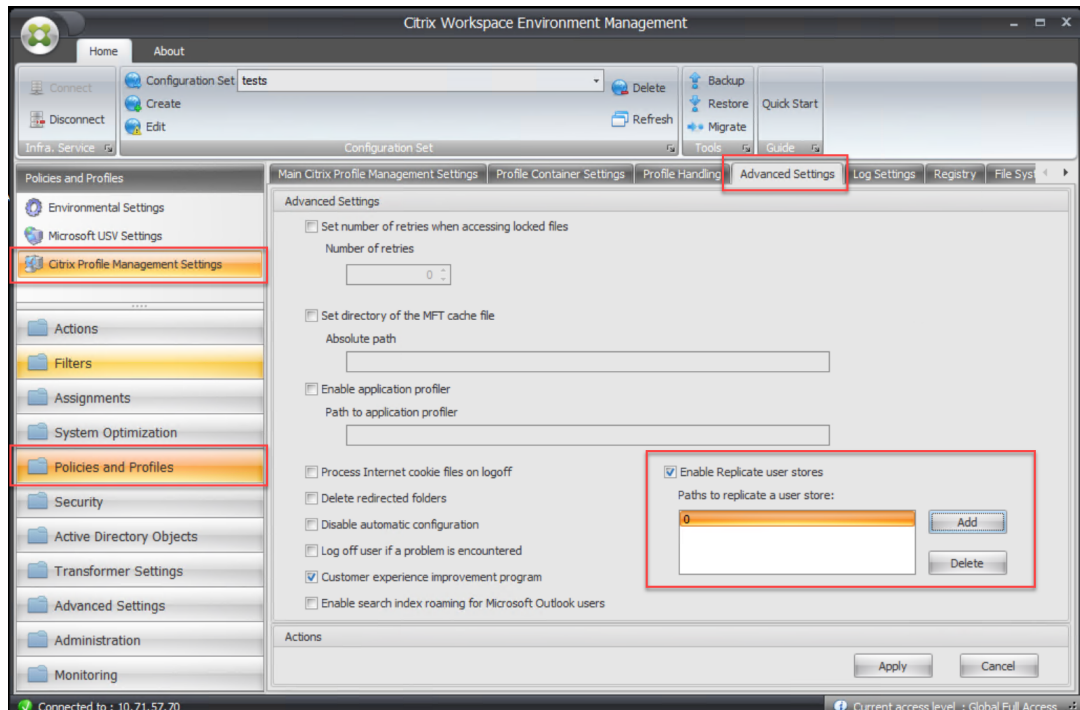 Citrix Workspace Environment Management
Home About
Connect
Disconnect
Infra. Service
Configuration Set tests
Create
Edit
Delete
Refresh
Configuration Set
Backup
Restore
Migrate
Tools
Quick Start
Guide
Policies and Profiles
Environmental Settings
Microsoft USV Settings
Citrix Profile Management Settings
Actions
Filters
Assignments
System Optimization
Policies and Profiles
Security
Active Directory Objects
Transformer Settings
Advanced Settings
Administration
Monitoring
Main Citrix Profile Management Settings Profile Container Settings Profile Handling Advanced Settings Log Settings Registry File Syst
Advanced Settings
Set number of retries when accessing locked files
Number of retries
0
Set directory of the MFT cache file
Absolute path
Enable application profiler
Path to application profiler
Process Internet cookie files on logoff
Delete redirected folders
Disable automatic configuration
Log off user if a problem is encountered
Customer experience improvement program
Enable search index roaming for Microsoft Outlook users
Enable Replicate user stores
Paths to replicate a user store:
0
Add
Delete
Actions
Apply Cancel
Connected to : 10.71.57.70 Current access level : Global Full Access